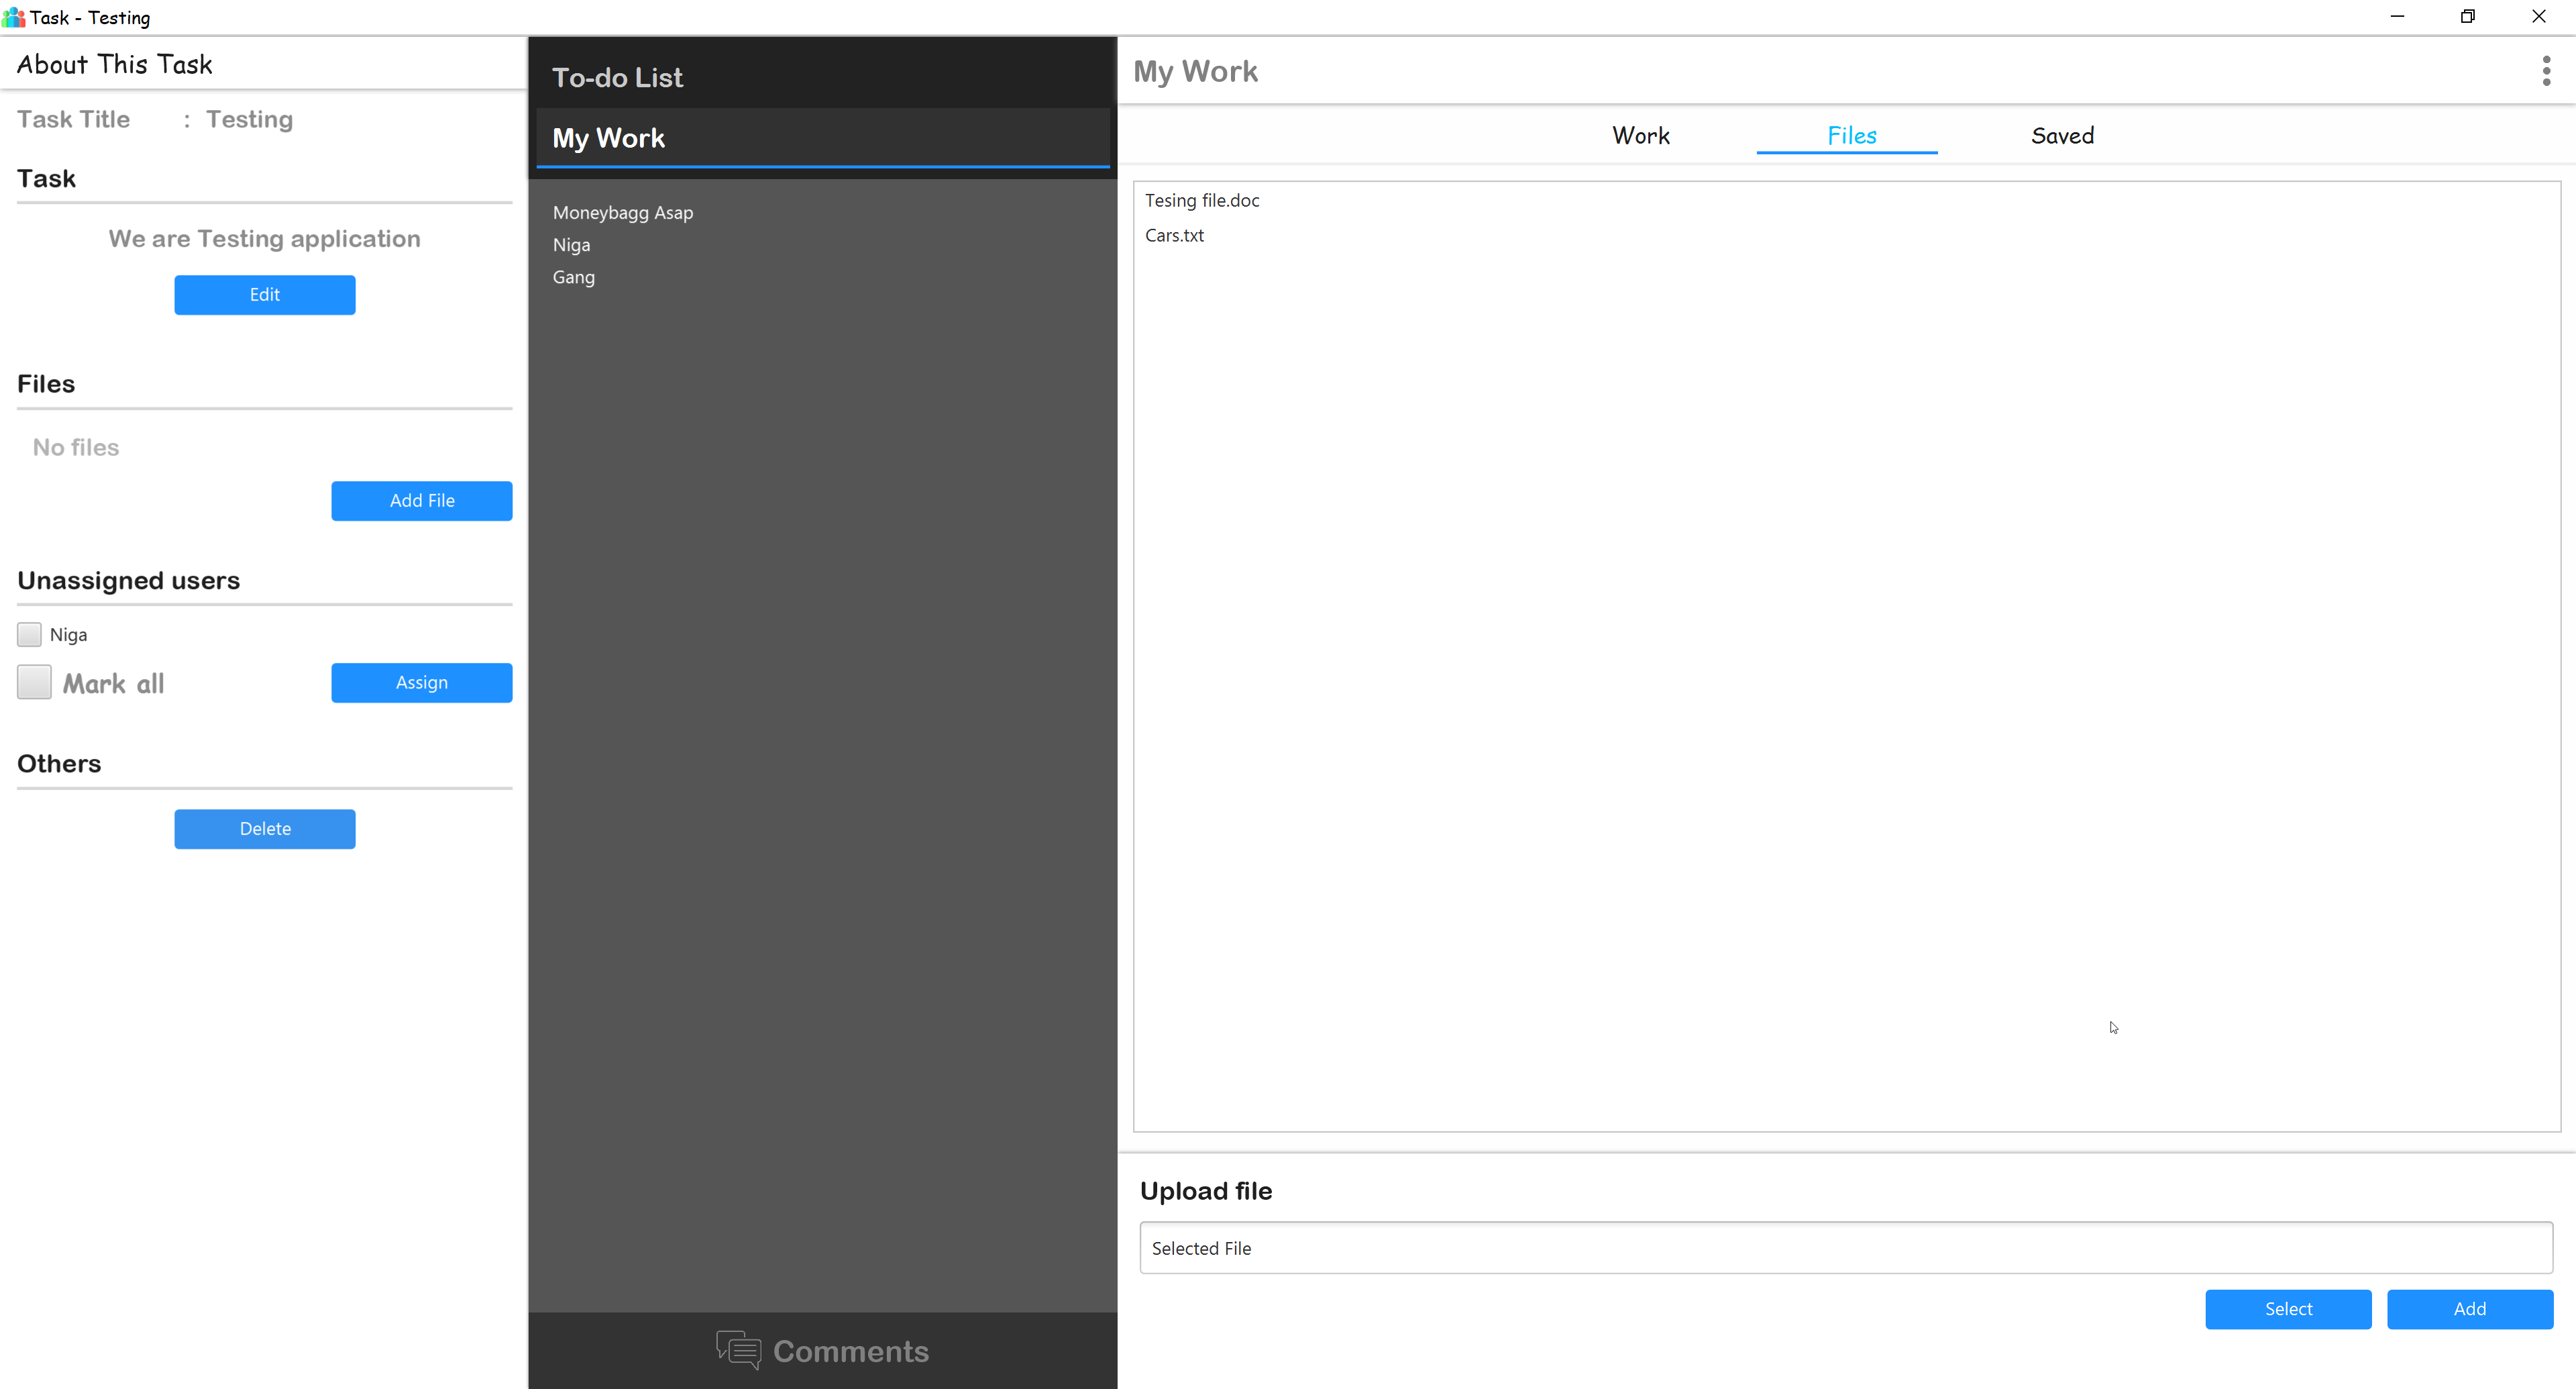 Task - Testing
About This Task
Task Title : Testing
Task
We are Testing application
Edit
Files
No files
Add File
Unassigned users
Niga
Mark all
Assign
Others
Delete
To-do List
My Work
Moneybagg Asap
Niga
Gang
Comments
My Work
Work Files Saved
Tesing file.doc
Cars.txt
Upload file
Selected File
Select Add